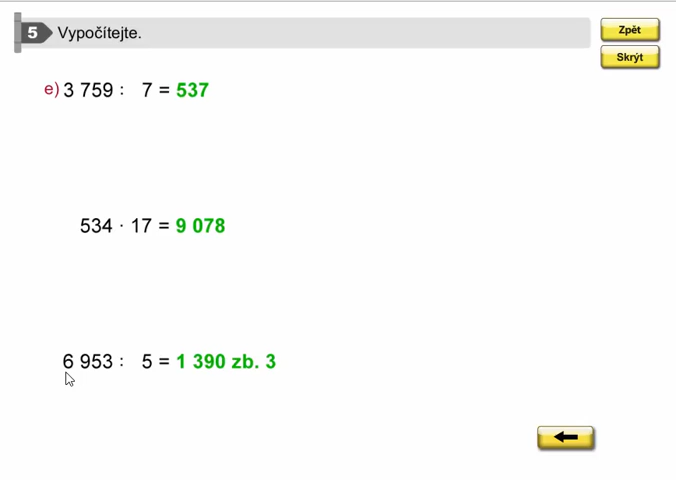 5 Vypočítejte.
Zpět
Skrýt
e) 3 759 : 7 = 537
534 · 17 = 9 078
6 953 : 5 = 1 390 zb. 3